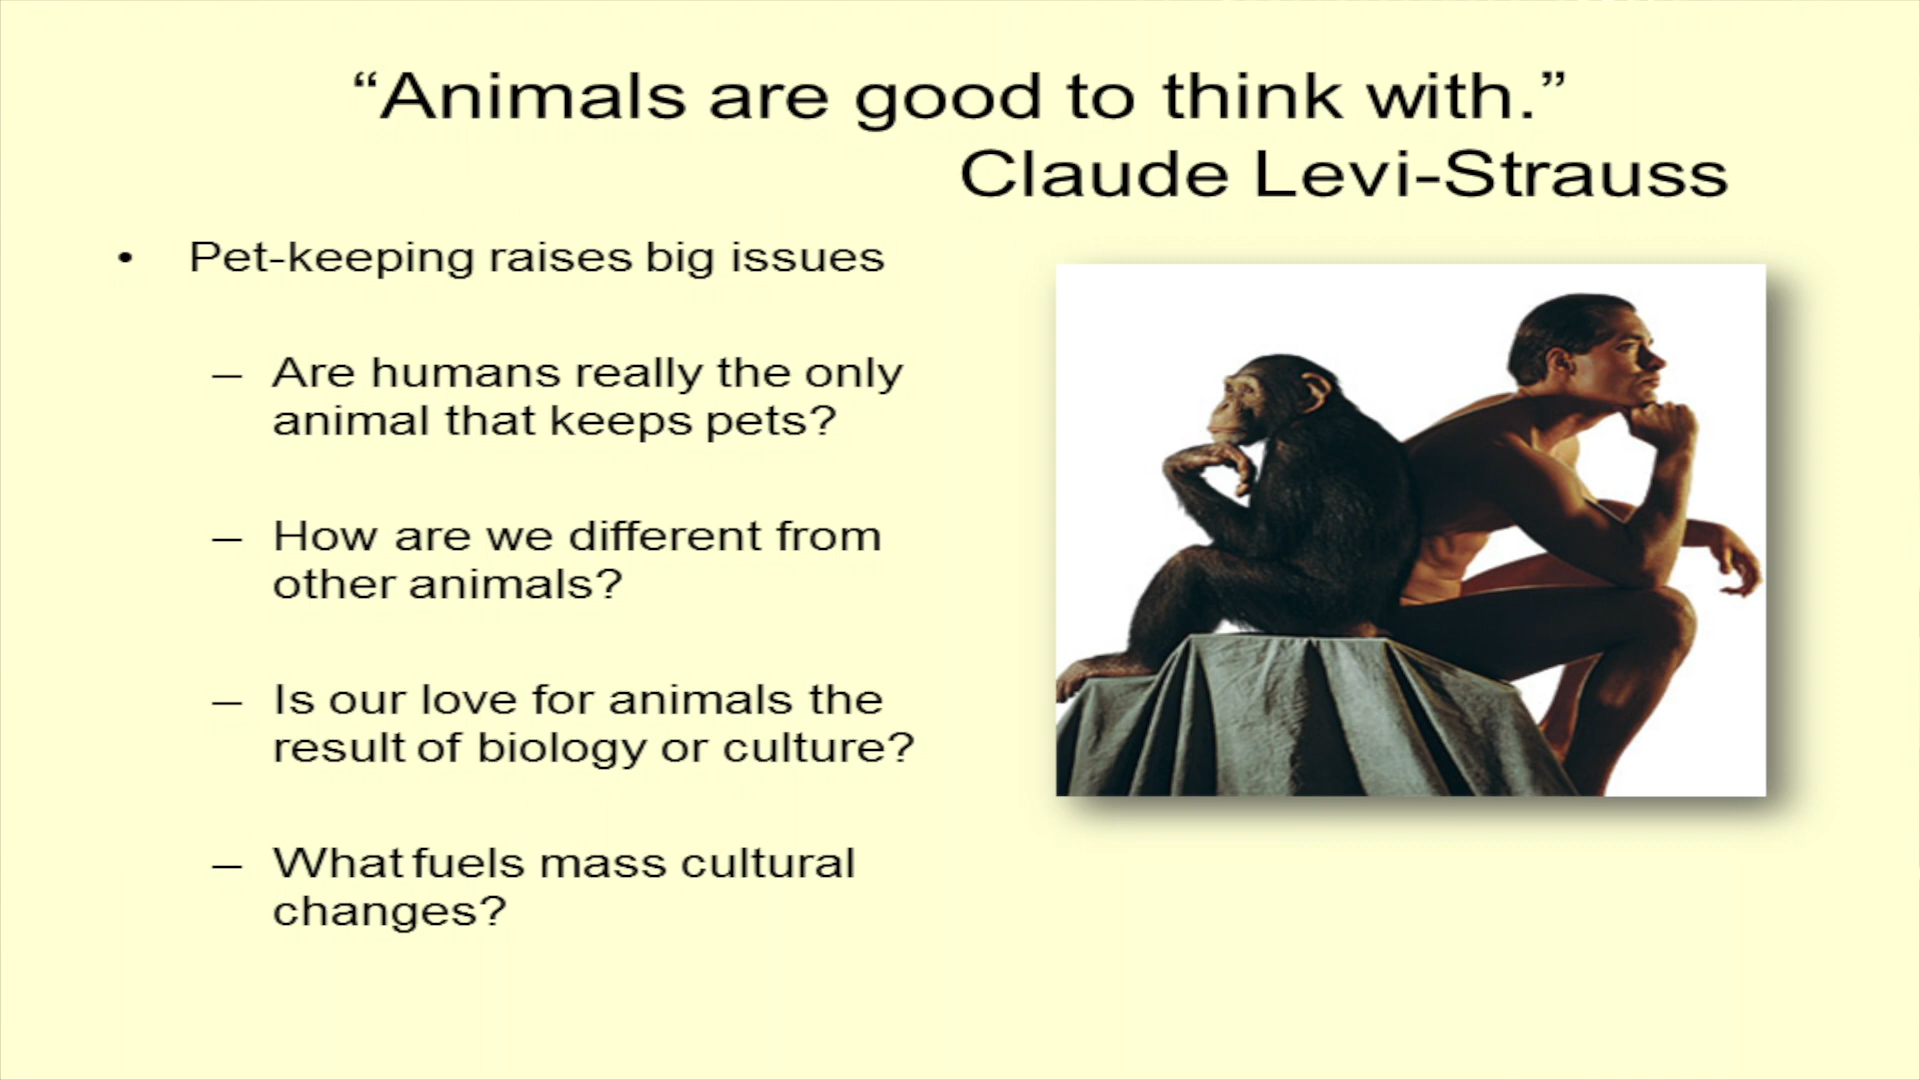 “Animals are good to think with.”
Claude Levi-Strauss
• Pet-keeping raises big issues
– Are humans really the only
animal that keeps pets?
– How are we different from
other animals?
– Is our love for animals the
result of biology or culture?
– What fuels mass cultural
changes?